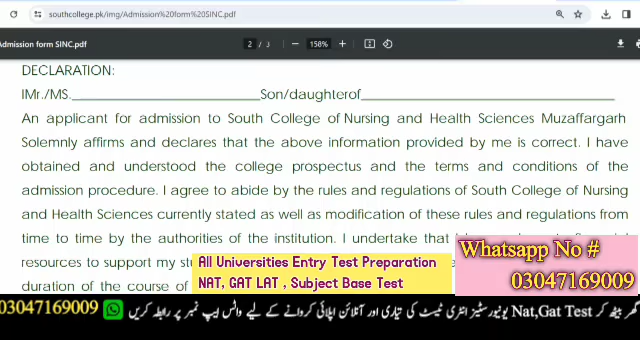 southcollege.pk/img/Admission%20form%20SINC.pdf
Admission form SINC.pdf
2 / 3
158%
DECLARATION:
IMr./MS.______________________Son/daughterof______________________________
An applicant for admission to South College of Nursing and Health Sciences Muzaffargarh
Solemnly affirms and declares that the above information provided by me is correct. I have
obtained and understood the college prospectus and the terms and conditions of the
admission procedure. I agree to abide by the rules and regulations of South College of Nursing
and Health Sciences currently stated as well as modification of these rules and regulations from
time to time by the authorities of the institution. I undertake that
resources to support my
duration of the course of
All Universities Entry Test Preparation
NAT, GAT LAT , Subject Base Test
Whatsapp No #
03047169009
گھر بیٹھ کر Nat,Gat Test یونیورسٹیز انٹری ٹیسٹ کی تیاری اور آنلائن اپلائی کروانے کے لیے واٹس ایپ نمبر پر رابطہ کریں 03047169009